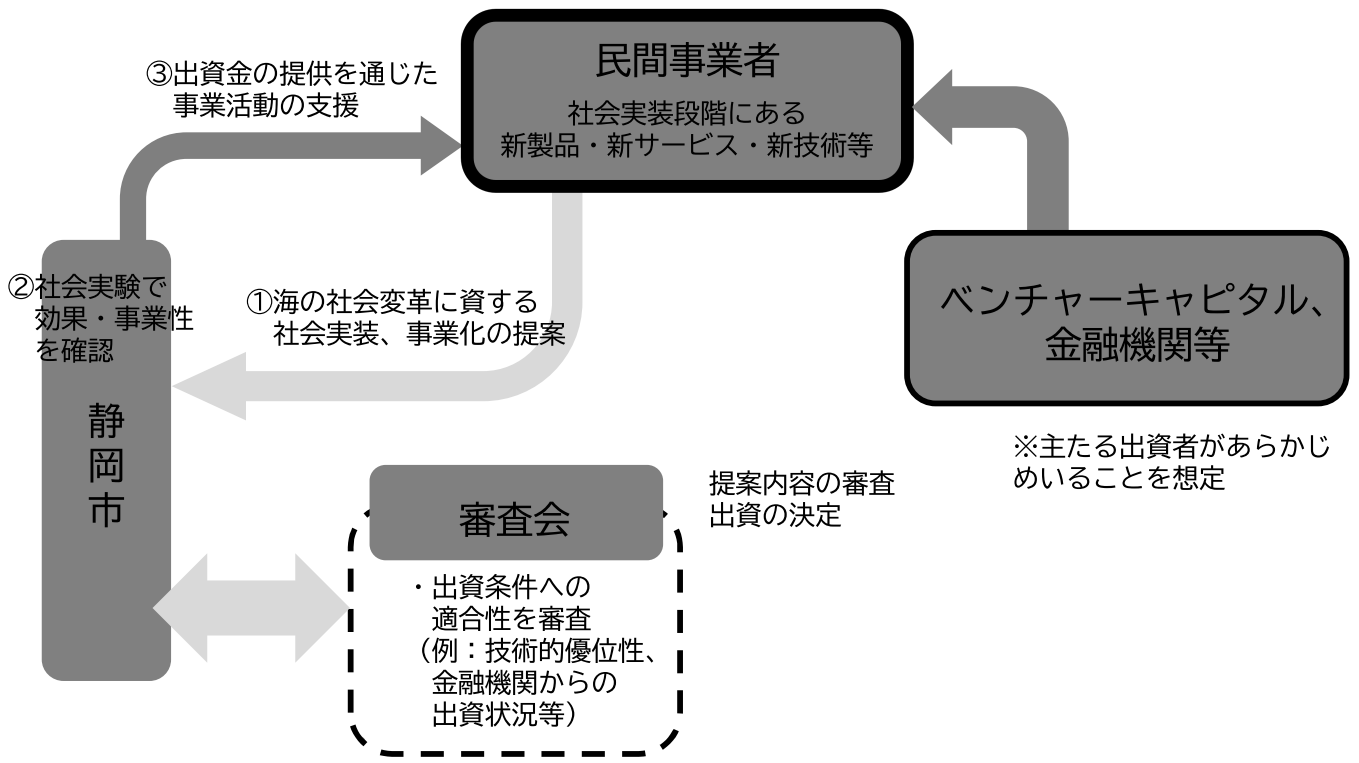 民間事業者
社会実装段階にある
新製品・新サービス・新技術等
③出資金の提供を通じた
事業活動の支援
②社会実験で
効果・事業性
を確認
静
岡
市
①海の社会変革に資する
社会実装、事業化の提案
ベンチャーキャピタル、
金融機関等
※主たる出資者があらかじ
めいることを想定
審査会
提案内容の審査
出資の決定
・出資条件への
適合性を審査
（例：技術的優位性、
金融機関からの
出資状況等）